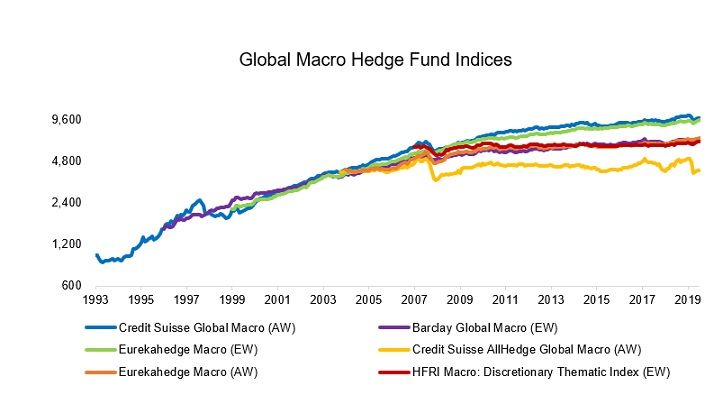 Global Macro Hedge Fund Indices
9,600
4,800
2,400
1,200
600
1993 1995 1997 1999 2001 2003 2005 2007 2009 2011 2013 2015 2017 2019
Credit Suisse Global Macro (AW) Barclay Global Macro (EW)
Eurekahedge Macro (EW) Credit Suisse AllHedge Global Macro (AW)
Eurekahedge Macro (AW) HFRI Macro: Discretionary Thematic Index (EW)